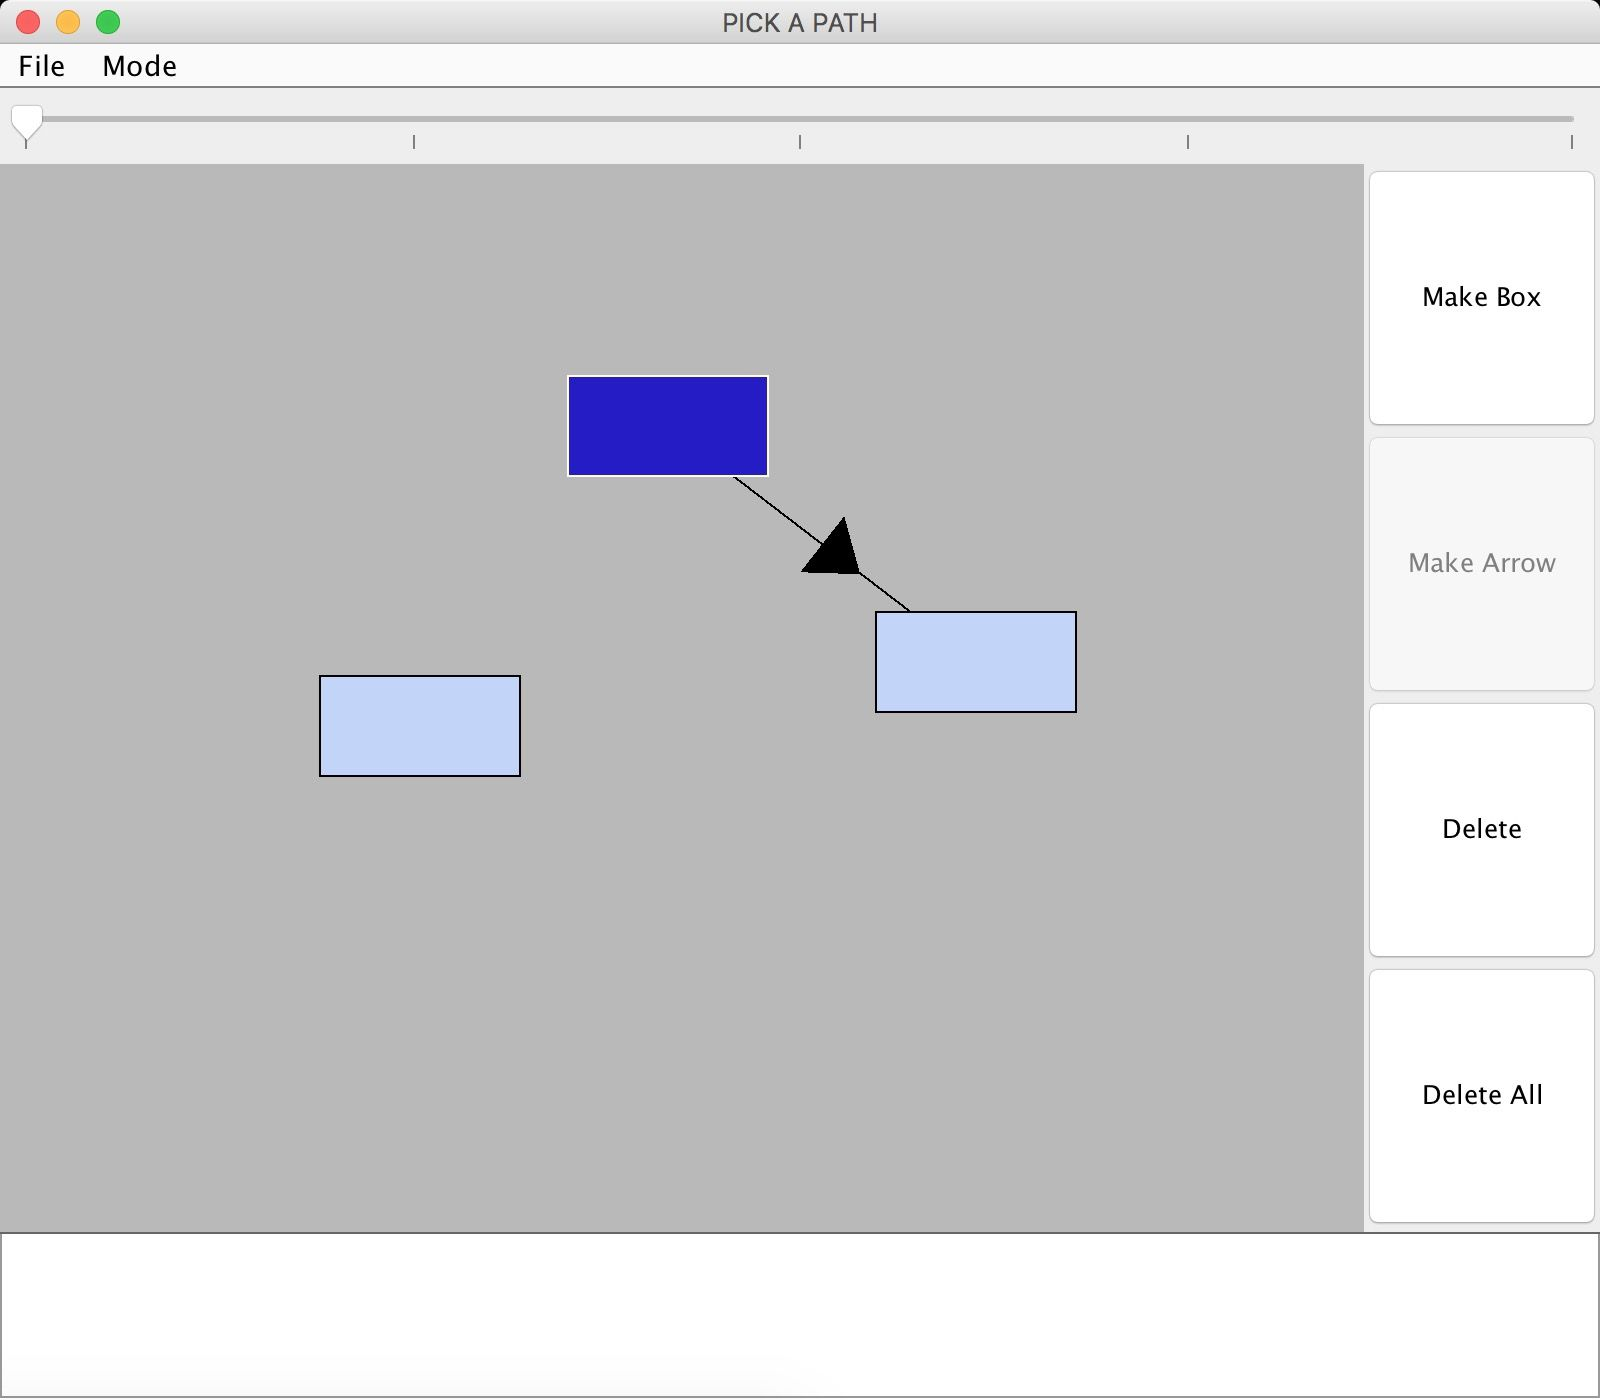 PICK A PATH
File Mode
Make Box
Make Arrow
Delete
Delete All